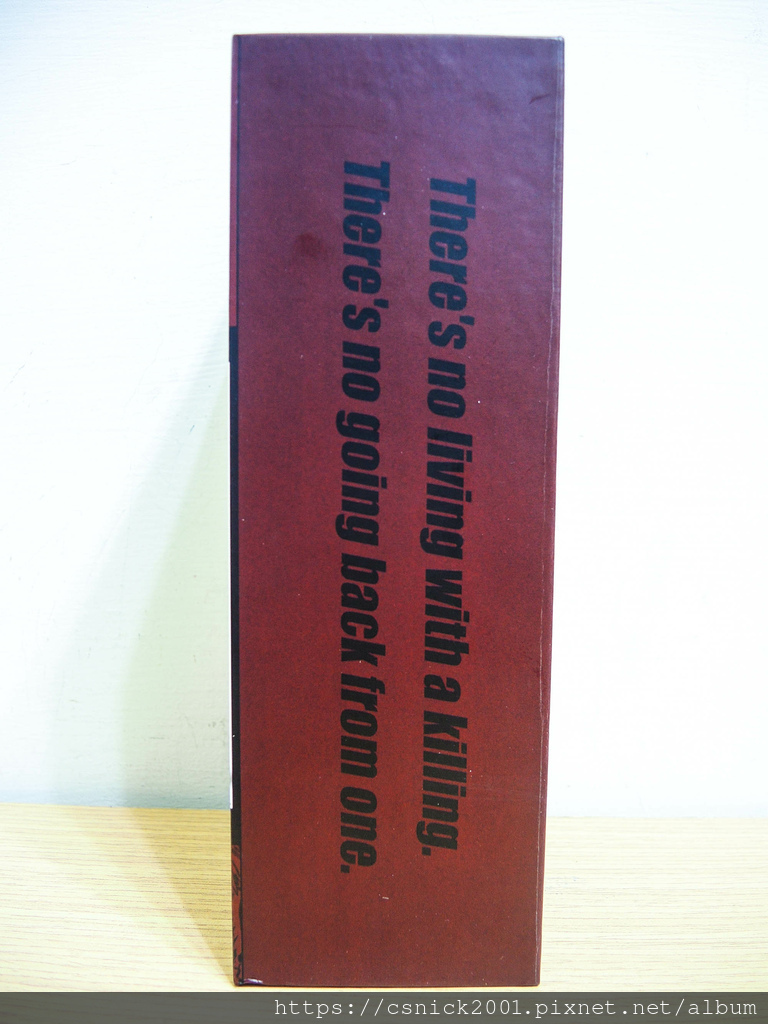 There's no living with a killing.
There's no going back from one.
https://csnick2001.pixnet.net/album